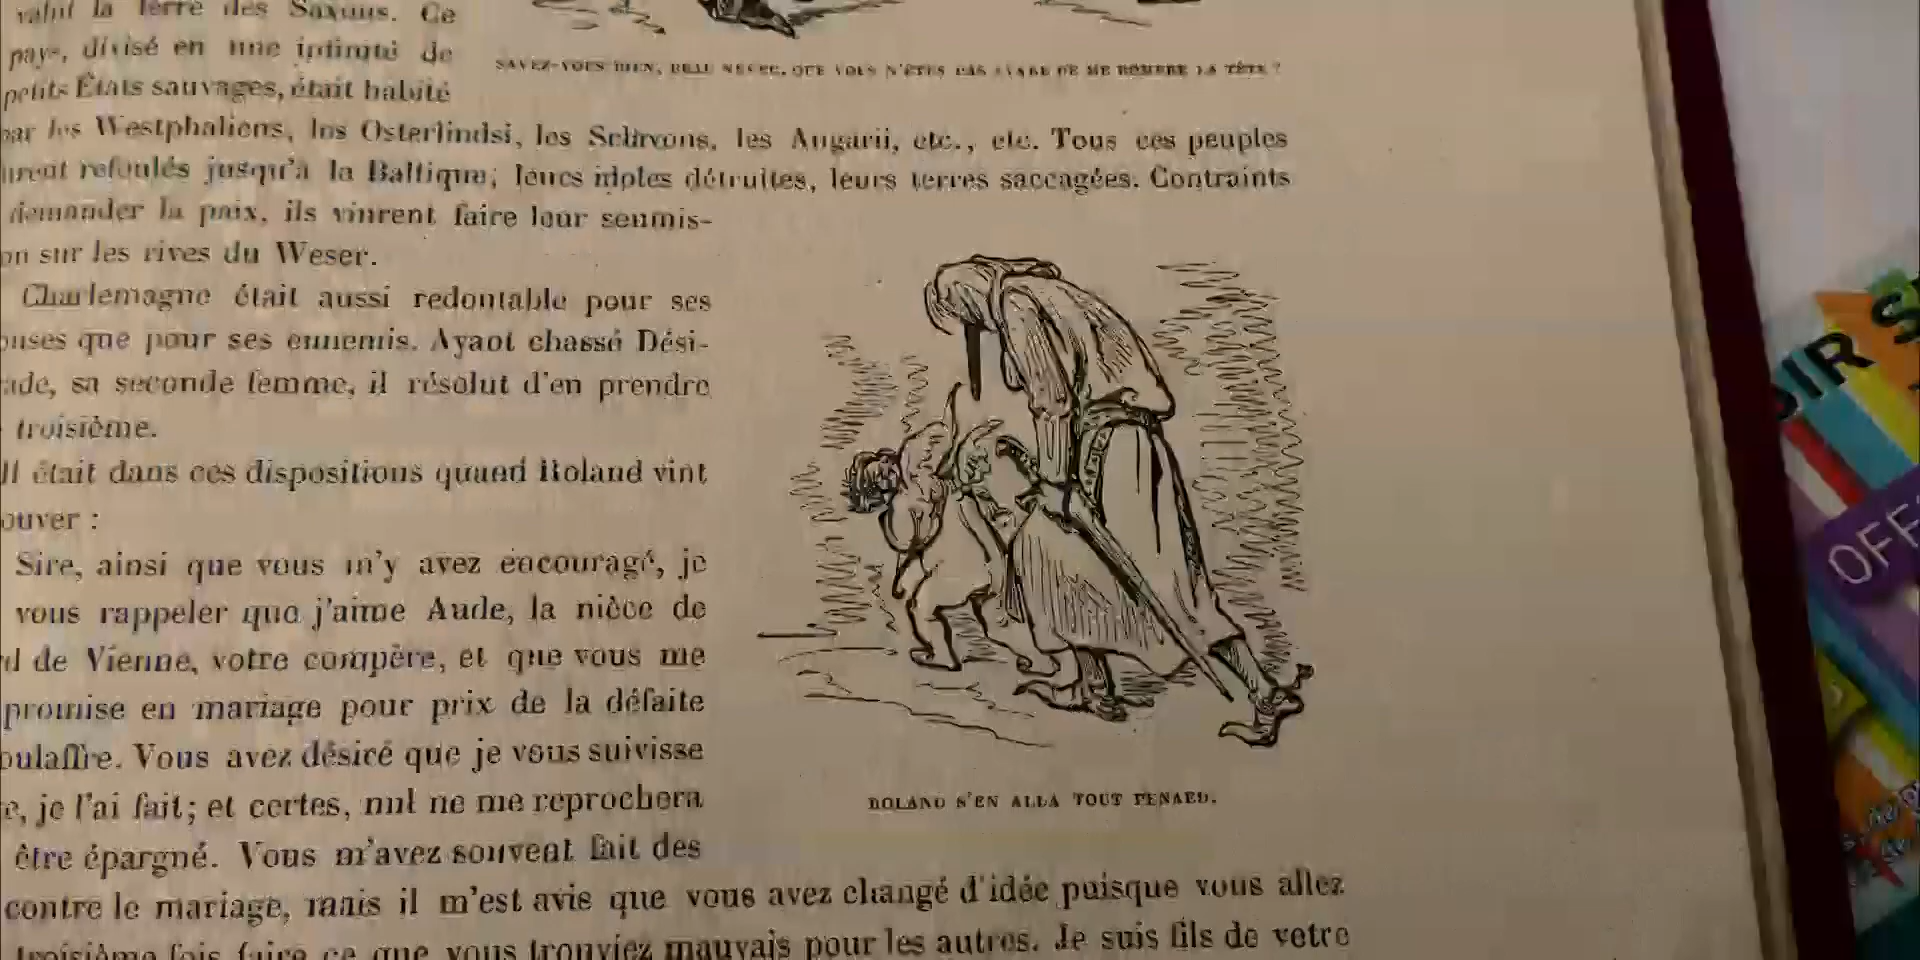 valut la Terre des Saxons. Ce
pays, divisé en une infinité de
petits États sauvages, était habité
SAVEZ-VOUS BIEN, BEAU NEVEU, QUE VOUS N'ÊTES PAS DE ME ROMPRE LA TÊTE ?
par les Westphaliens, les Osterlindsi, les les Angarii, etc., etc. Tous ces peuples
furent refoulés jusqu'à la Baltique; leurs idoles détruites, leurs terres saccagées. Contraints
demander la paix, ils vinrent faire leur soumis-
on sur les rives du Weser.
Charlemagne était aussi redoutable pour ses
ouses que pour ses ennemis. Ayant chassé Dési-
ade, sa seconde femme, il résolut d'en prendre
troisième.
Il était dans ces dispositions quand Roland vint
ouver :
Sire, ainsi que vous m'y avez encouragé, je
vous rappeler que j'aime Aude, la nièce de
d de Vienne, votre compère, et que vous me
promise en mariage pour prix de la défaite
oulaffre. Vous avez désiré que je vous suivisse
e, je l'ai fait; et certes, nul ne me reprochera
être épargné. Vous m'avez souvent fait des
ROLAND S'EN ALLA TOUT PENAUD.
contre le mariage, mais il m'est avis que vous avez changé d'idée puisque vous allez
troisième fois faire ce que vous trouviez mauvais pour les autres. Je suis fils de votre
OIR
OFF